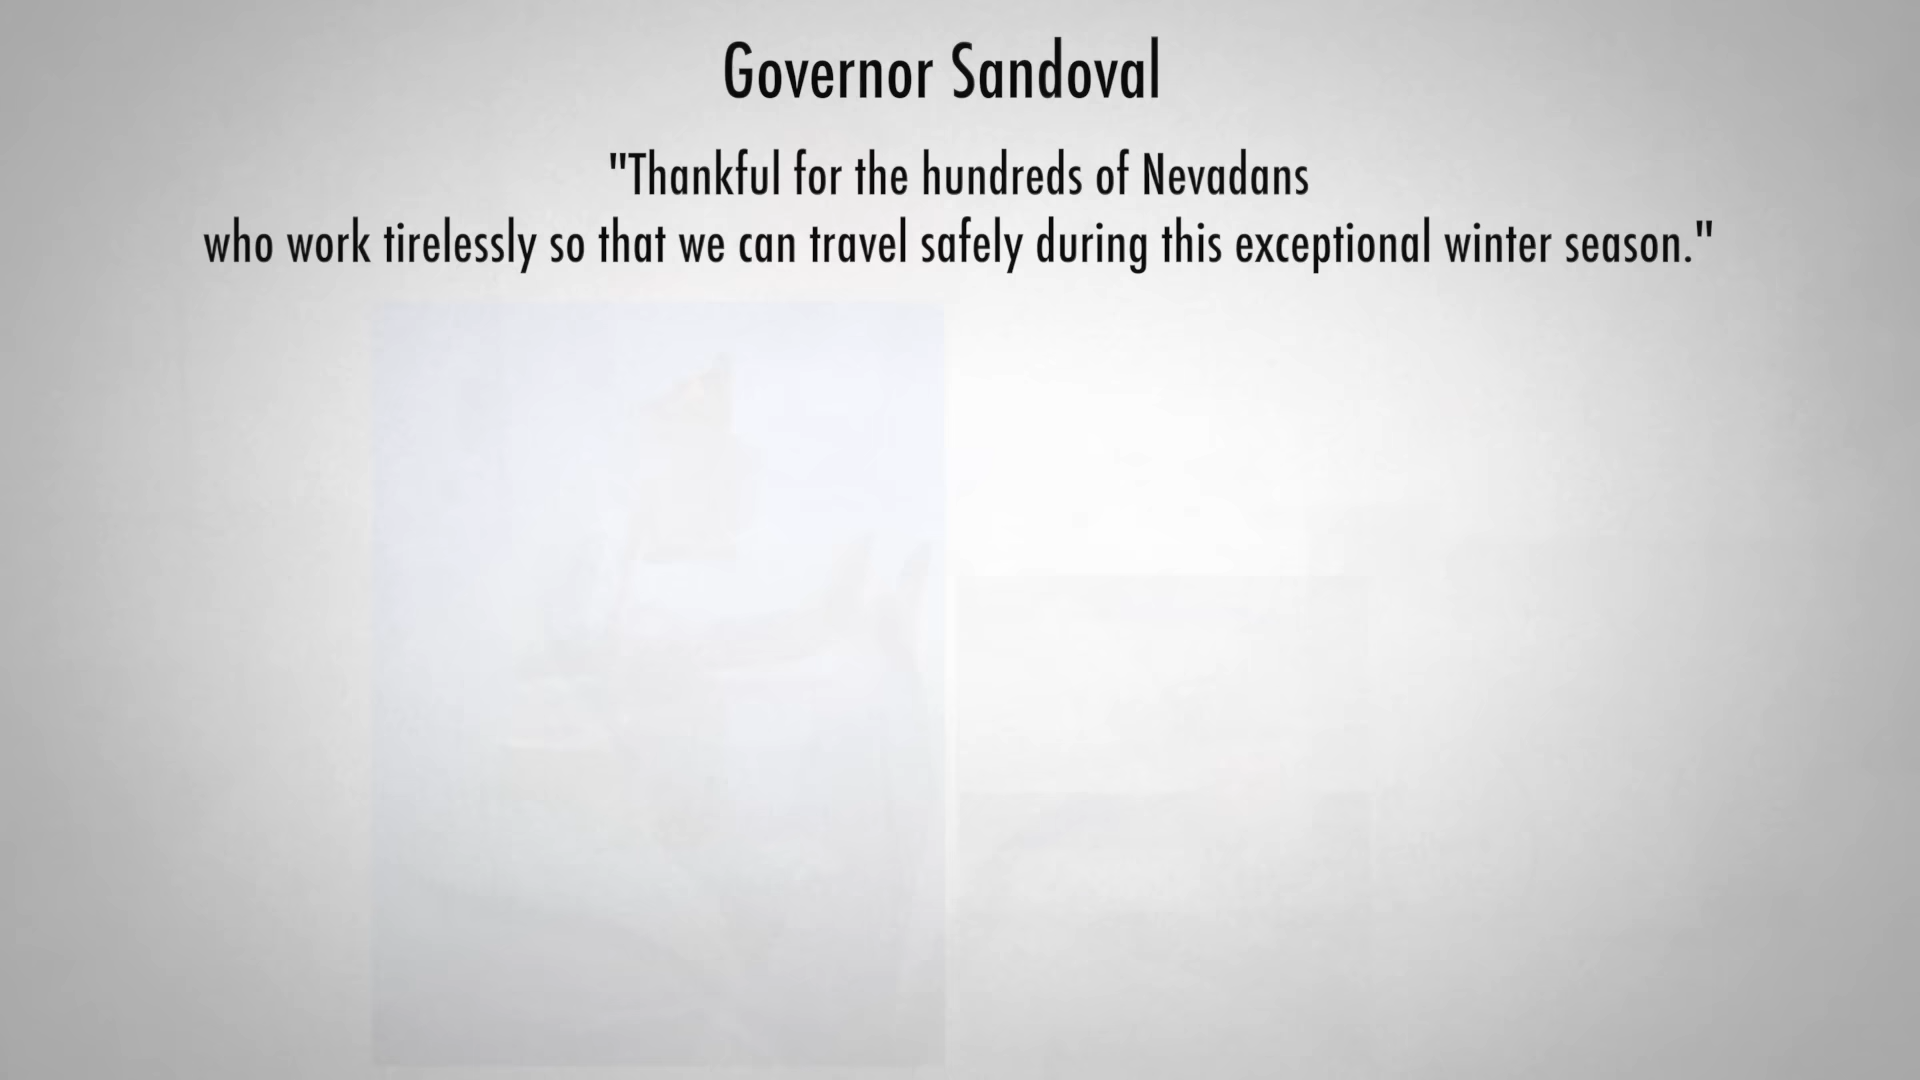 Governor Sandoval
"Thankful for the hundreds of Nevadans
who work tirelessly so that we can travel safely during this exceptional winter season."